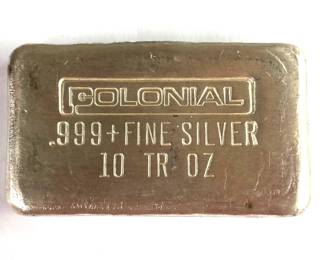 COLONIAL
.999+FINE SILVER
10 TR OZ